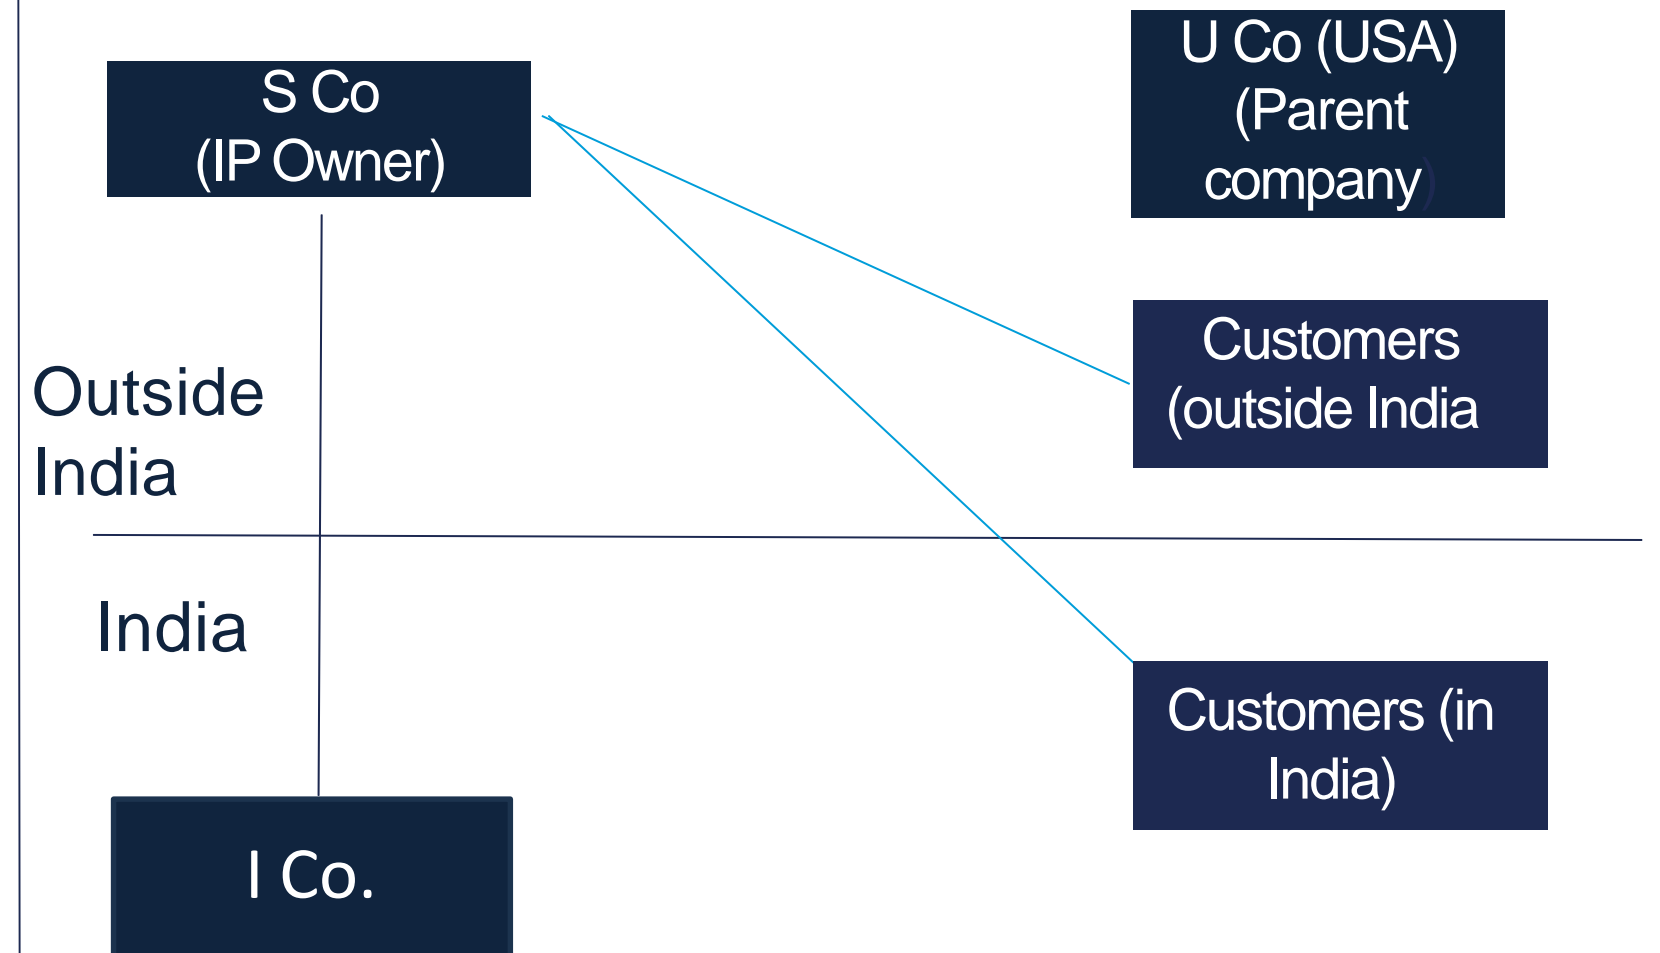 S Co
(IP Owner)
U Co (USA)
(Parent
company)
Customers
(outside India
Outside
India
India
Customers (in
India)
I Co.